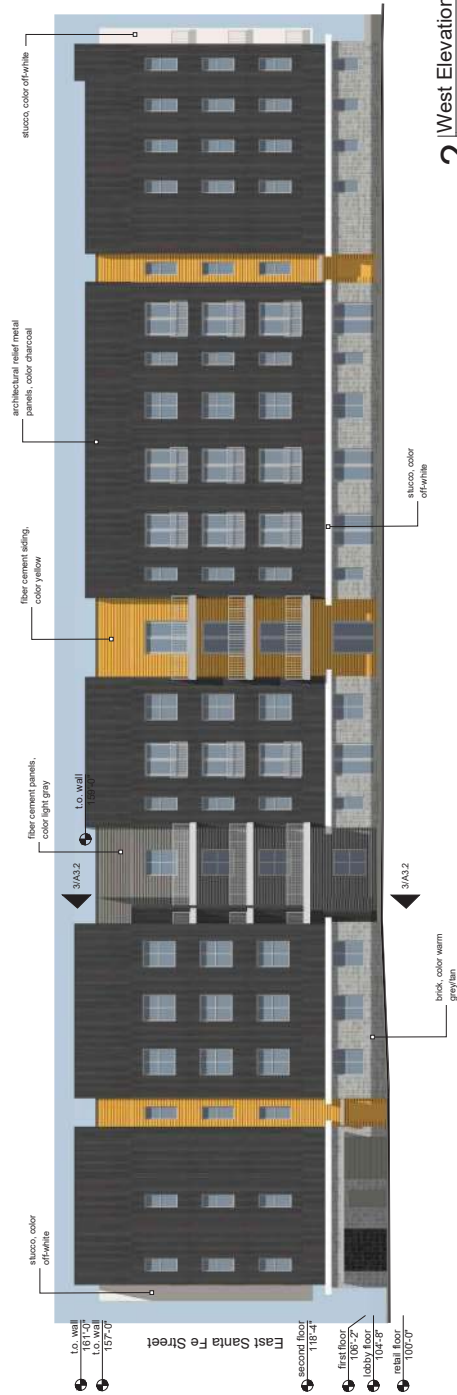 stucco, color
off-white
fiber cement panels,
color light gray
fiber cement siding,
color yellow
architectural relief metal
panels, color charcoal
stucco, color off-white
t.o. wall
161'-0"
t.o. wall
157'-0"
t.o. wall
159'-0"
3/A3.2
East Santa Fe Street
second floor
118'-4"
first floor
106'-2"
lobby floor
104'-8"
retail floor
100'-0"
3/A3.2
brick, color warm
grey/tan
stucco, color
off-white
2 West Elevation